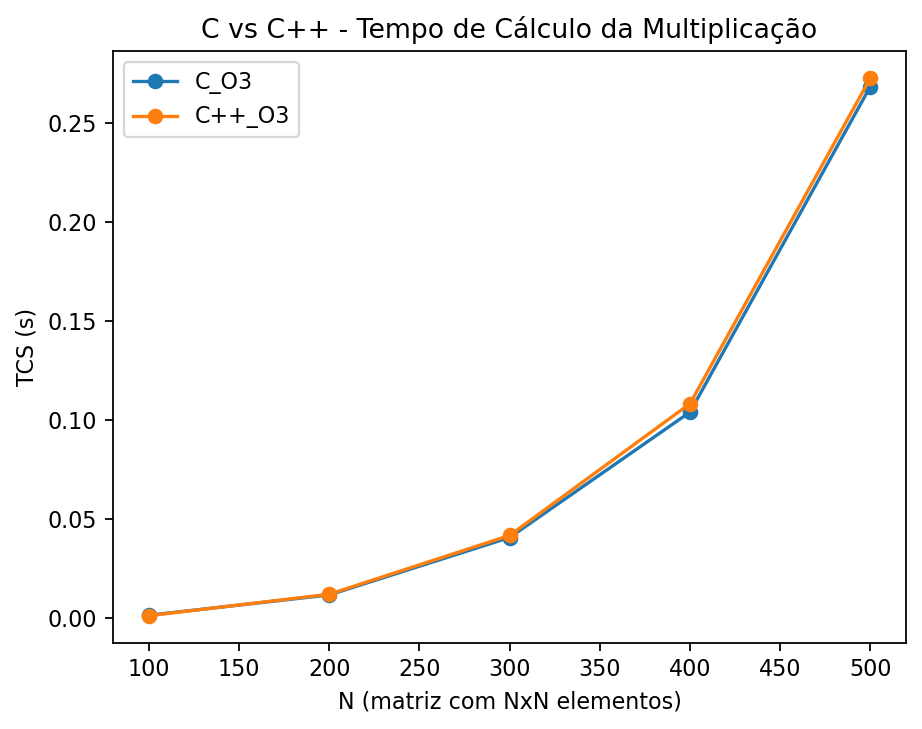 C vs C++ - Tempo de Cálculo da Multiplicação
C_O3
C++_O3
TCS (s)
0.25
0.20
0.15
0.10
0.05
0.00
100 150 200 250 300 350 400 450 500
N (matriz com NxN elementos)